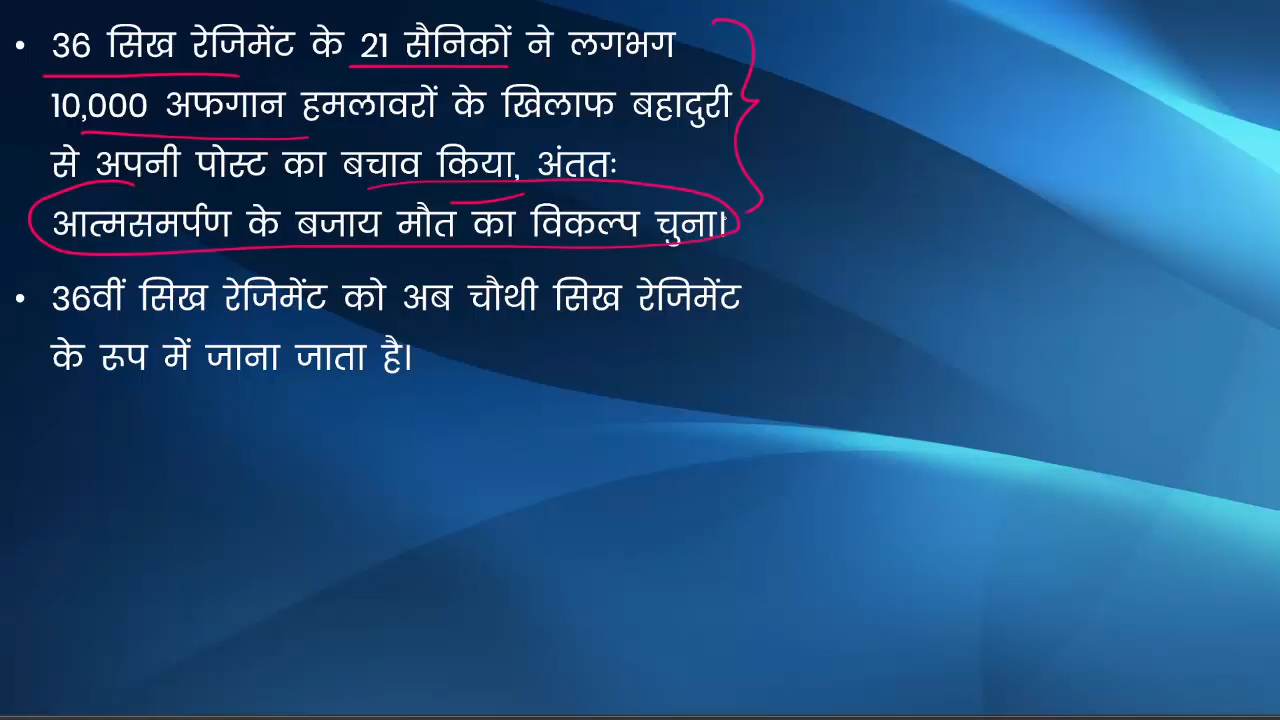 • 36 सिख रेजिमेंट के 21 सैनिकों ने लगभग
10,000 अफगान हमलावरों के खिलाफ बहादुरी
से अपनी पोस्ट का बचाव किया, अंततः
आत्मसमर्पण के बजाय मौत का विकल्प चुना।
• 36वीं सिख रेजिमेंट को अब चौथी सिख रेजिमेंट
के रूप में जाना जाता है।